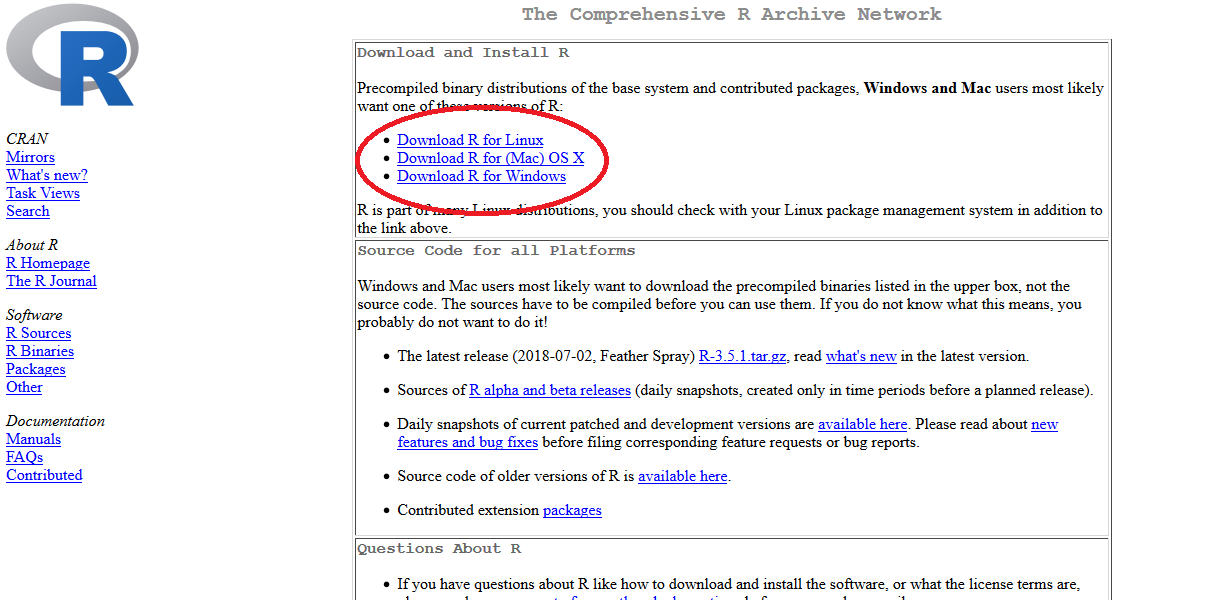 The Comprehensive R Archive Network
R
CRAN
Mirrors
What's new?
Task Views
Search
About R
R Homepage
The R Journal
Software
R Sources
R Binaries
Packages
Other
Documentation
Manuals
FAQs
Contributed
Download and Install R
Precompiled binary distributions of the base system and contributed packages, Windows and Mac users most likely
want one of these versions of R:
Download R for Linux
Download R for (Mac) OS X
Download R for Windows
R is part of many Linux distributions, you should check with your Linux package management system in addition to
the link above.
Source Code for all Platforms
Windows and Mac users most likely want to download the precompiled binaries listed in the upper box, not the
source code. The sources have to be compiled before you can use them. If you do not know what this means, you
probably do not want to do it!
The latest release (2018-07-02, Feather Spray) R-3.5.1.tar.gz, read what's new in the latest version.
Sources of R alpha and beta releases (daily snapshots, created only in time periods before a planned release).
Daily snapshots of current patched and development versions are available here. Please read about new
features and bug fixes before filing corresponding feature requests or bug reports.
Source code of older versions of R is available here.
Contributed extension packages
Questions About R
If you have questions about R like how to download and install the software, or what the license terms are,